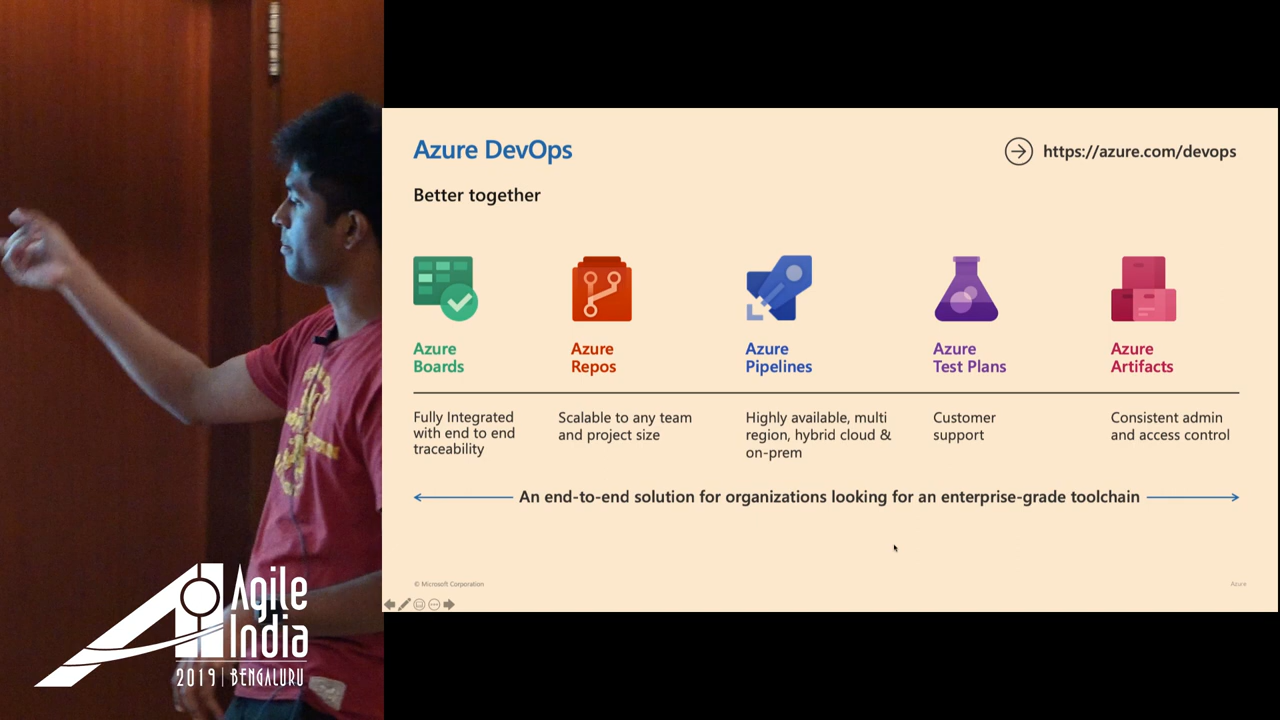 Azure DevOps
https://azure.com/devops
Better together
Azure
Boards
Azure
Repos
Azure
Pipelines
Azure
Test Plans
Azure
Artifacts
Fully Integrated
with end to end
traceability
Scalable to any team
and project size
Highly available, multi
region, hybrid cloud &
on-prem
Customer
support
Consistent admin
and access control
An end-to-end solution for organizations looking for an enterprise-grade toolchain
© Microsoft Corporation
Azure
Agile
India
2019 | BENGALURU